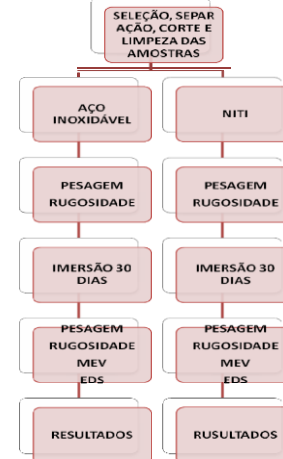 SELEÇÃO, SEPAR
AÇÃO, CORTE E
LIMPEZA DAS
AMOSTRAS
AÇO
INOXIDÁVEL
NITI
PESAGEM
RUGOSIDADE
PESAGEM
RUGOSIDADE
IMERSÃO 30
DIAS
IMERSÃO 30
DIAS
PESAGEM
RUGOSIDADE
MEV
EDS
PESAGEM
RUGOSIDADE
MEV
EDS
RESULTADOS
RUSULTADOS